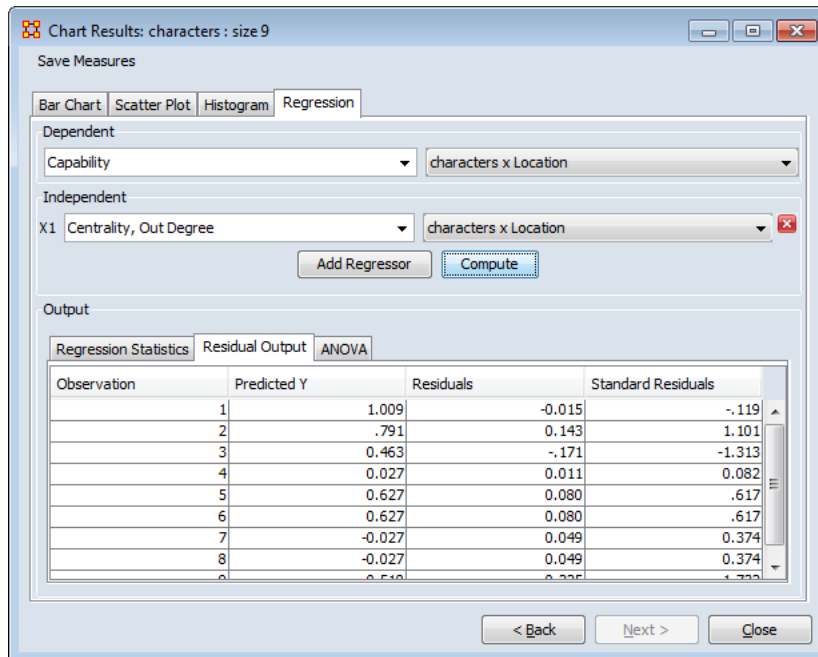 Chart Results: characters : size 9
Save Measures
Bar Chart Scatter Plot Histogram Regression
Dependent
Capability characters x Location
Independent
X1 Centrality, Out Degree characters x Location
Add Regressor Compute
Output
Regression Statistics Residual Output ANOVA
Observation Predicted Y Residuals Standard Residuals
1 1.009 -0.015 -.119
2 .791 0.143 1.101
3 0.463 -.171 -1.313
4 0.027 0.011 0.082
5 0.627 0.080 .617
6 0.627 0.080 .617
7 -0.027 0.049 0.374
8 -0.027 0.049 0.374
< Back Next > Close